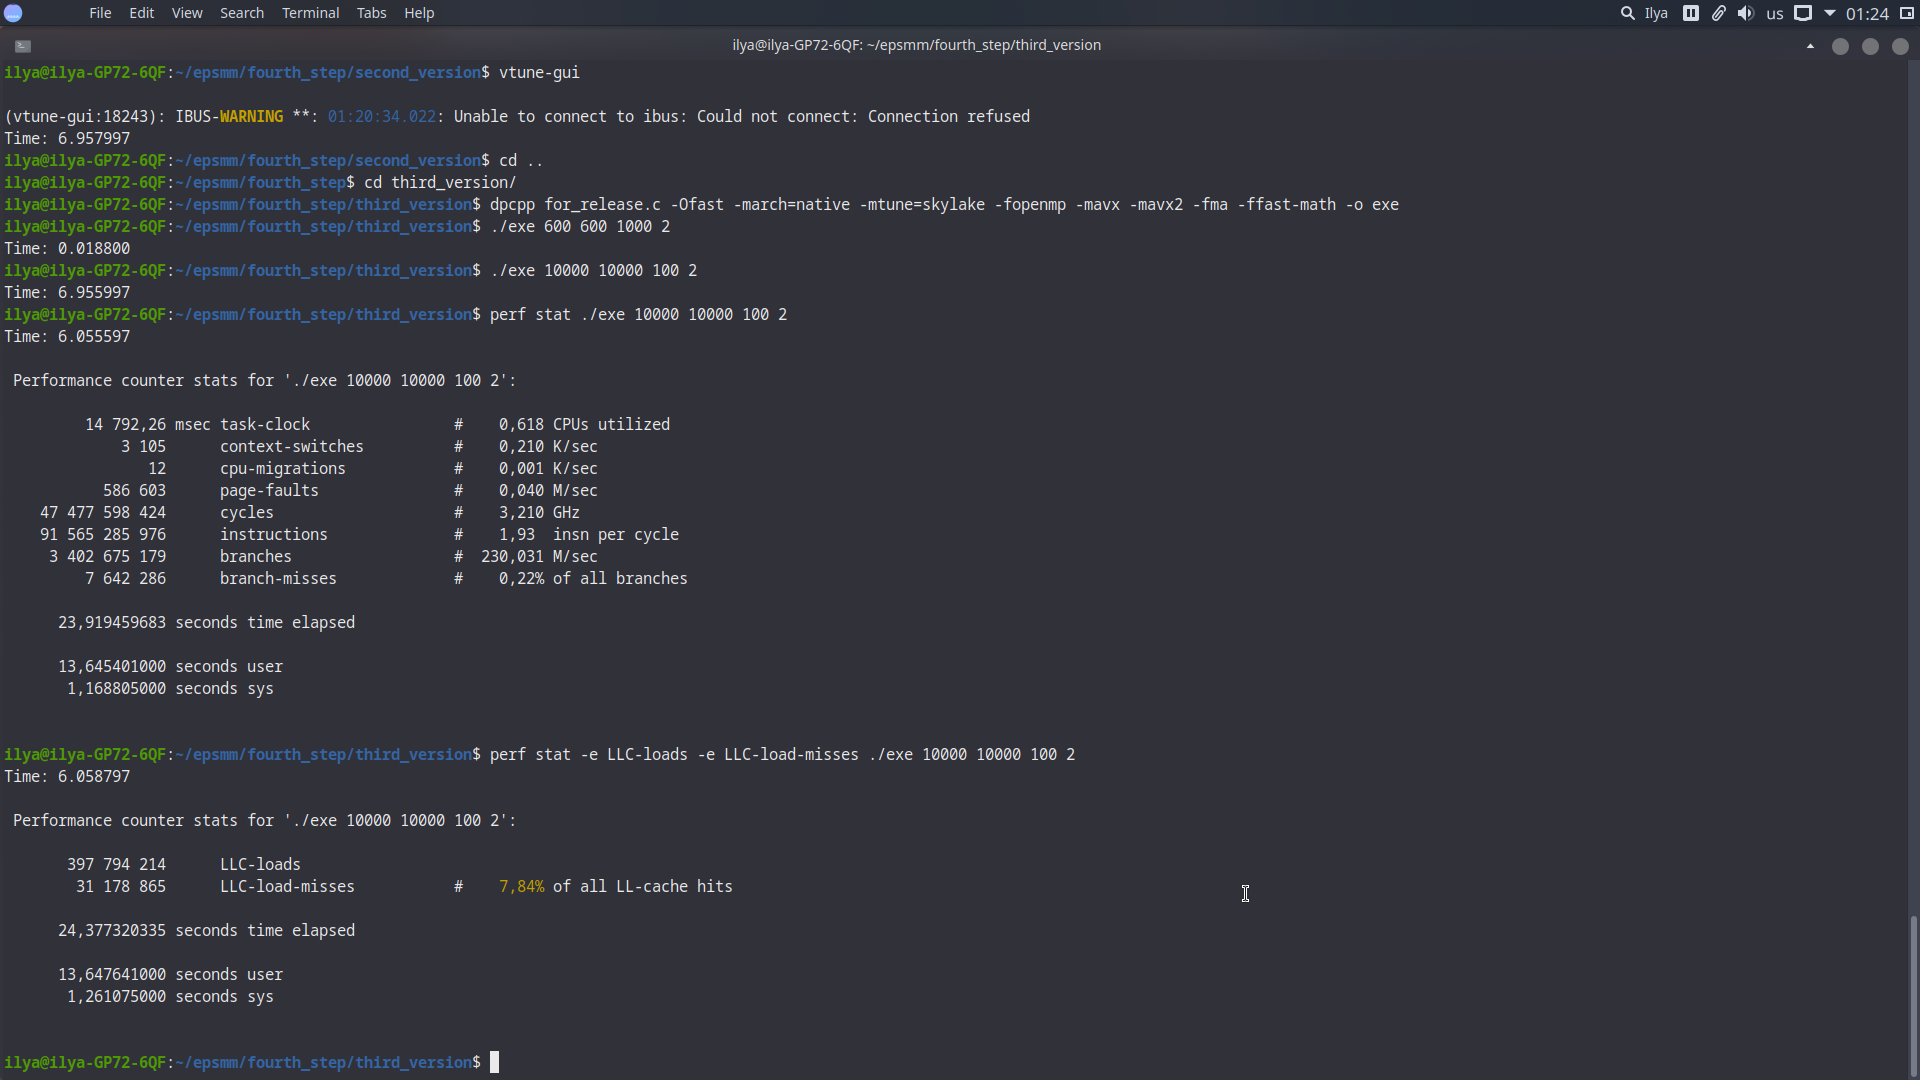 File Edit View Search Terminal Tabs Help Ilya us 01:24
ilya@ilya-GP72-6QF: ~/epsmm/fourth_step/third_version
ilya@ilya-GP72-6QF:~/epsmm/fourth_step/second_version$ vtune-gui
(vtune-gui:18243): IBUS-WARNING **: 01:20:34.022: Unable to connect to ibus: Could not connect: Connection refused
Time: 6.957997
ilya@ilya-GP72-6QF:~/epsmm/fourth_step/second_version$ cd ..
ilya@ilya-GP72-6QF:~/epsmm/fourth_step$ cd third_version/
ilya@ilya-GP72-6QF:~/epsmm/fourth_step/third_version$ dpcpp for_release.c -Ofast -march=native -mtune=skylake -fopenmp -mavx -mavx2 -fma -ffast-math -o exe
ilya@ilya-GP72-6QF:~/epsmm/fourth_step/third_version$ ./exe 600 600 1000 2
Time: 0.018800
ilya@ilya-GP72-6QF:~/epsmm/fourth_step/third_version$ ./exe 10000 10000 100 2
Time: 6.955997
ilya@ilya-GP72-6QF:~/epsmm/fourth_step/third_version$ perf stat ./exe 10000 10000 100 2
Time: 6.055597
Performance counter stats for './exe 10000 10000 100 2':
14 792,26 msec task-clock # 0,618 CPUs utilized
3 105 context-switches # 0,210 K/sec
12 cpu-migrations # 0,001 K/sec
586 603 page-faults # 0,040 M/sec
47 477 598 424 cycles # 3,210 GHz
91 565 285 976 instructions # 1,93 insn per cycle
3 402 675 179 branches # 230,031 M/sec
7 642 286 branch-misses # 0,22% of all branches
23,919459683 seconds time elapsed
13,645401000 seconds user
1,168805000 seconds sys
ilya@ilya-GP72-6QF:~/epsmm/fourth_step/third_version$ perf stat -e LLC-loads -e LLC-load-misses ./exe 10000 10000 100 2
Time: 6.058797
Performance counter stats for './exe 10000 10000 100 2':
397 794 214 LLC-loads
31 178 865 LLC-load-misses # 7,84% of all LL-cache hits
24,377320335 seconds time elapsed
13,647641000 seconds user
1,261075000 seconds sys
ilya@ilya-GP72-6QF:~/epsmm/fourth_step/third_version$